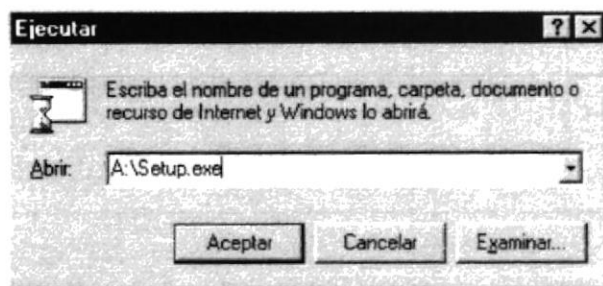 Ejecutar
Escriba el nombre de un programa, carpeta, documento o
recurso de Internet y Windows lo abrirá.
Abrir:
A:\Setup.exe
Aceptar
Cancelar
Examinar...